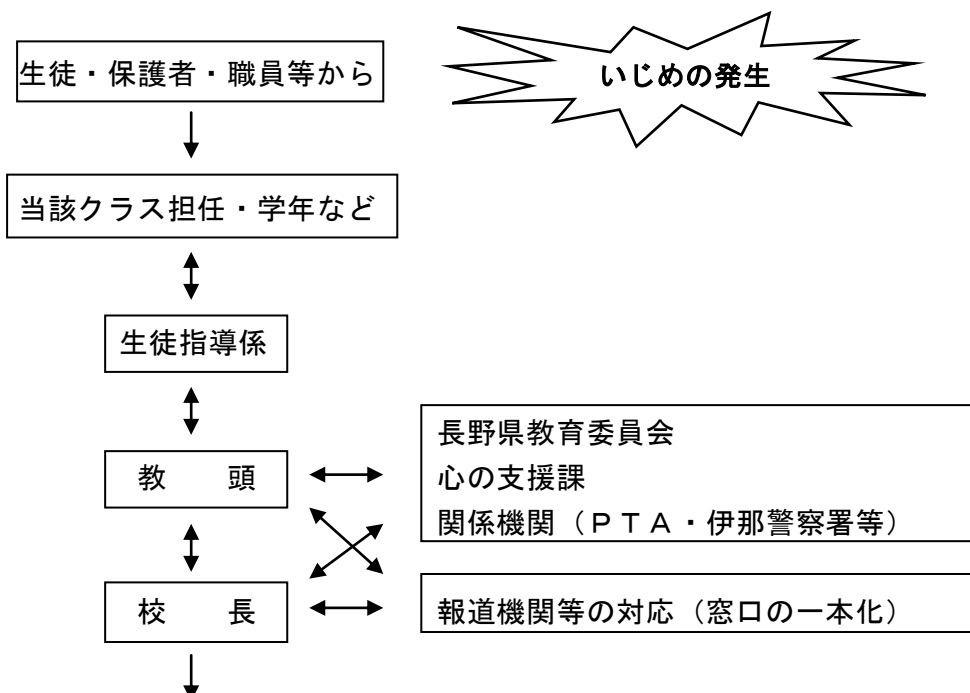 いじめの発生
生徒・保護者・職員等から
当該クラス担任・学年など
生徒指導係
教　　頭
長野県教育委員会
心の支援課
関係機関（ＰＴＡ・伊那警察署等）
校　　長
報道機関等の対応（窓口の一本化）